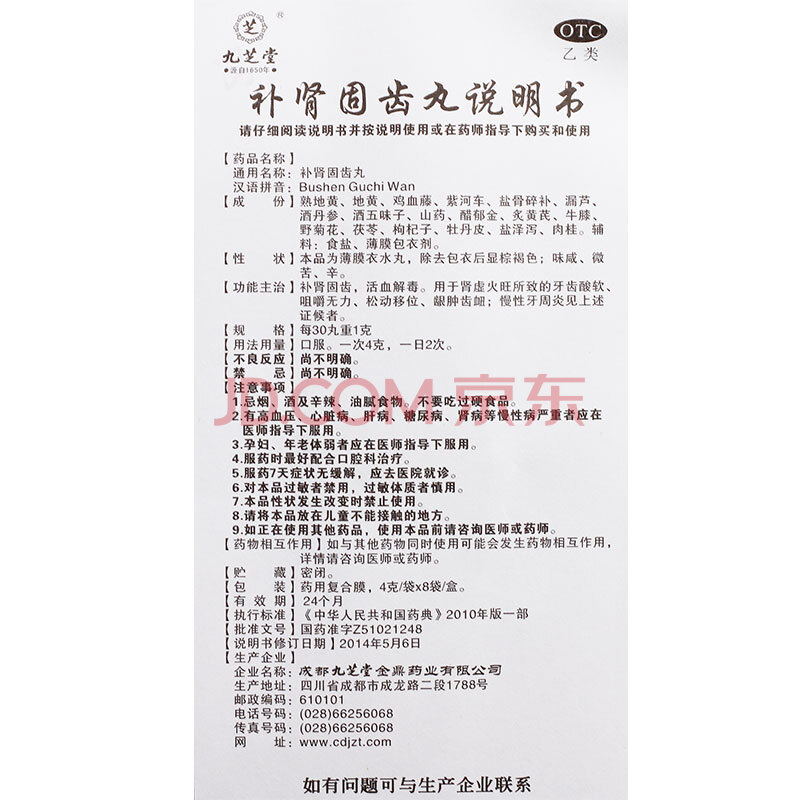 芝
®
九芝堂
●源自1650年●
OTC
乙类
补肾固齿丸说明书
请仔细阅读说明书并按说明使用或在药师指导下购买和使用
【药品名称】
通用名称：补肾固齿丸
汉语拼音：Bushen Guchi Wan
【成　份】熟地黄、地黄、鸡血藤、紫河车、盐骨碎补、漏芦、
酒丹参、酒五味子、山药、醋郁金、炙黄芪、牛膝、
野菊花、茯苓、枸杞子、牡丹皮、盐泽泻、肉桂。辅
料：食盐、薄膜包衣剂。
【性　状】本品为薄膜衣水丸，除去包衣后显棕褐色；味咸、微
苦、辛。
【功能主治】补肾固齿，活血解毒。用于肾虚火旺所致的牙齿酸软、
咀嚼无力、松动移位、龈肿齿衄；慢性牙周炎见上述
证候者。
【规　格】每30丸重1克
【用法用量】口服。一次4克，一日2次。
【不良反应】尚不明确。
【禁　忌】尚不明确。
【注意事项】
JD.COM 京东
1.忌烟、酒及辛辣、油腻食物。不要吃过硬食品。
2.有高血压、心脏病、肝病、糖尿病、肾病等慢性病严重者应在
医师指导下服用。
3.孕妇、年老体弱者应在医师指导下服用。
4.服药时最好配合口腔科治疗。
5.服药7天症状无缓解，应去医院就诊。
6.对本品过敏者禁用，过敏体质者慎用。
7.本品性状发生改变时禁止使用。
8.请将本品放在儿童不能接触的地方。
9.如正在使用其他药品，使用本品前请咨询医师或药师。
【药物相互作用】如与其他药物同时使用可能会发生药物相互作用，
详情请咨询医师或药师。
【贮　藏】密闭。
【包　装】药用复合膜，4克/袋x8袋/盒。
【有 效 期】24个月
【执行标准】《中华人民共和国药典》2010年版一部
【批准文号】国药准字Z51021248
【说明书修订日期】2014年5月6日
【生产企业】
企业名称：成都九芝堂金鼎药业有限公司
生产地址：四川省成都市成龙路二段1788号
邮政编码：610101
电话号码：(028)66256068
传真号码：(028)66256068
网　址：www.cdjzt.com
如有问题可与生产企业联系